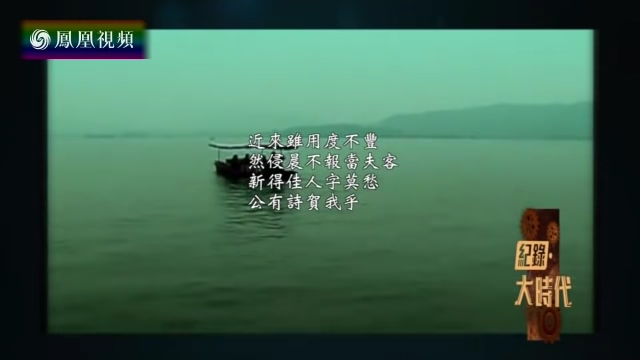 鳳凰視頻
近來雖用度不豐
然侵晨不報當夫客
新得佳人字莫愁
公有詩賀我乎
紀錄·
大時代